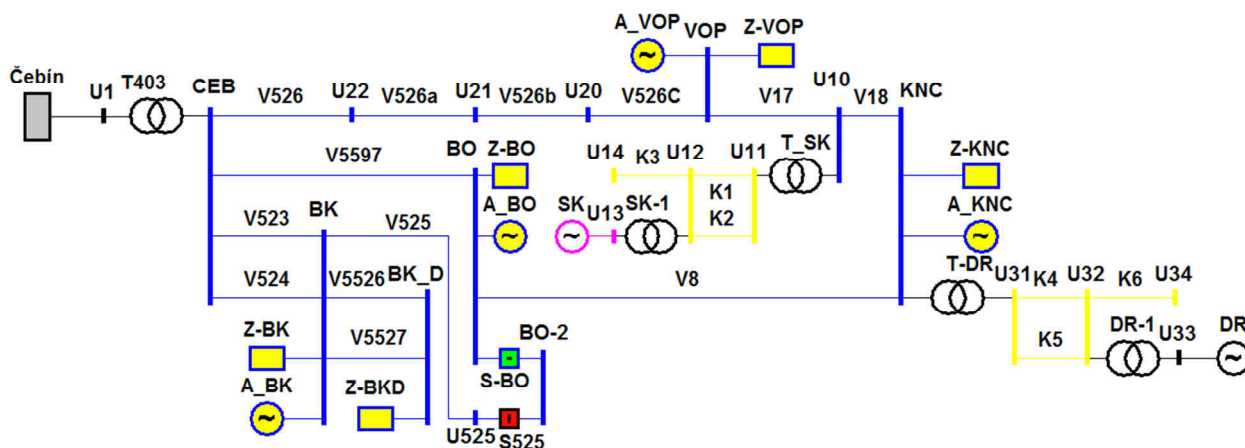 A_VOP
VOP
Z-VOP
Čebín
U1
T403
CEB
V526
U22
V526a
U21
V526b
U20
V526C
V17
U10
V18
KNC
V5597
BO
Z-BO
U14
K3
U12
U11
T_SK
Z-KNC
A_BO
SK
U13
SK-1
K1
K2
A_KNC
V523
BK
V525
V524
V5526
BK_D
V8
T-DR
U31
K4
U32
K6
U34
Z-BK
V5527
BO-2
K5
DR-1
U33
DR
A_BK
Z-BKD
S-BO
U525
S525